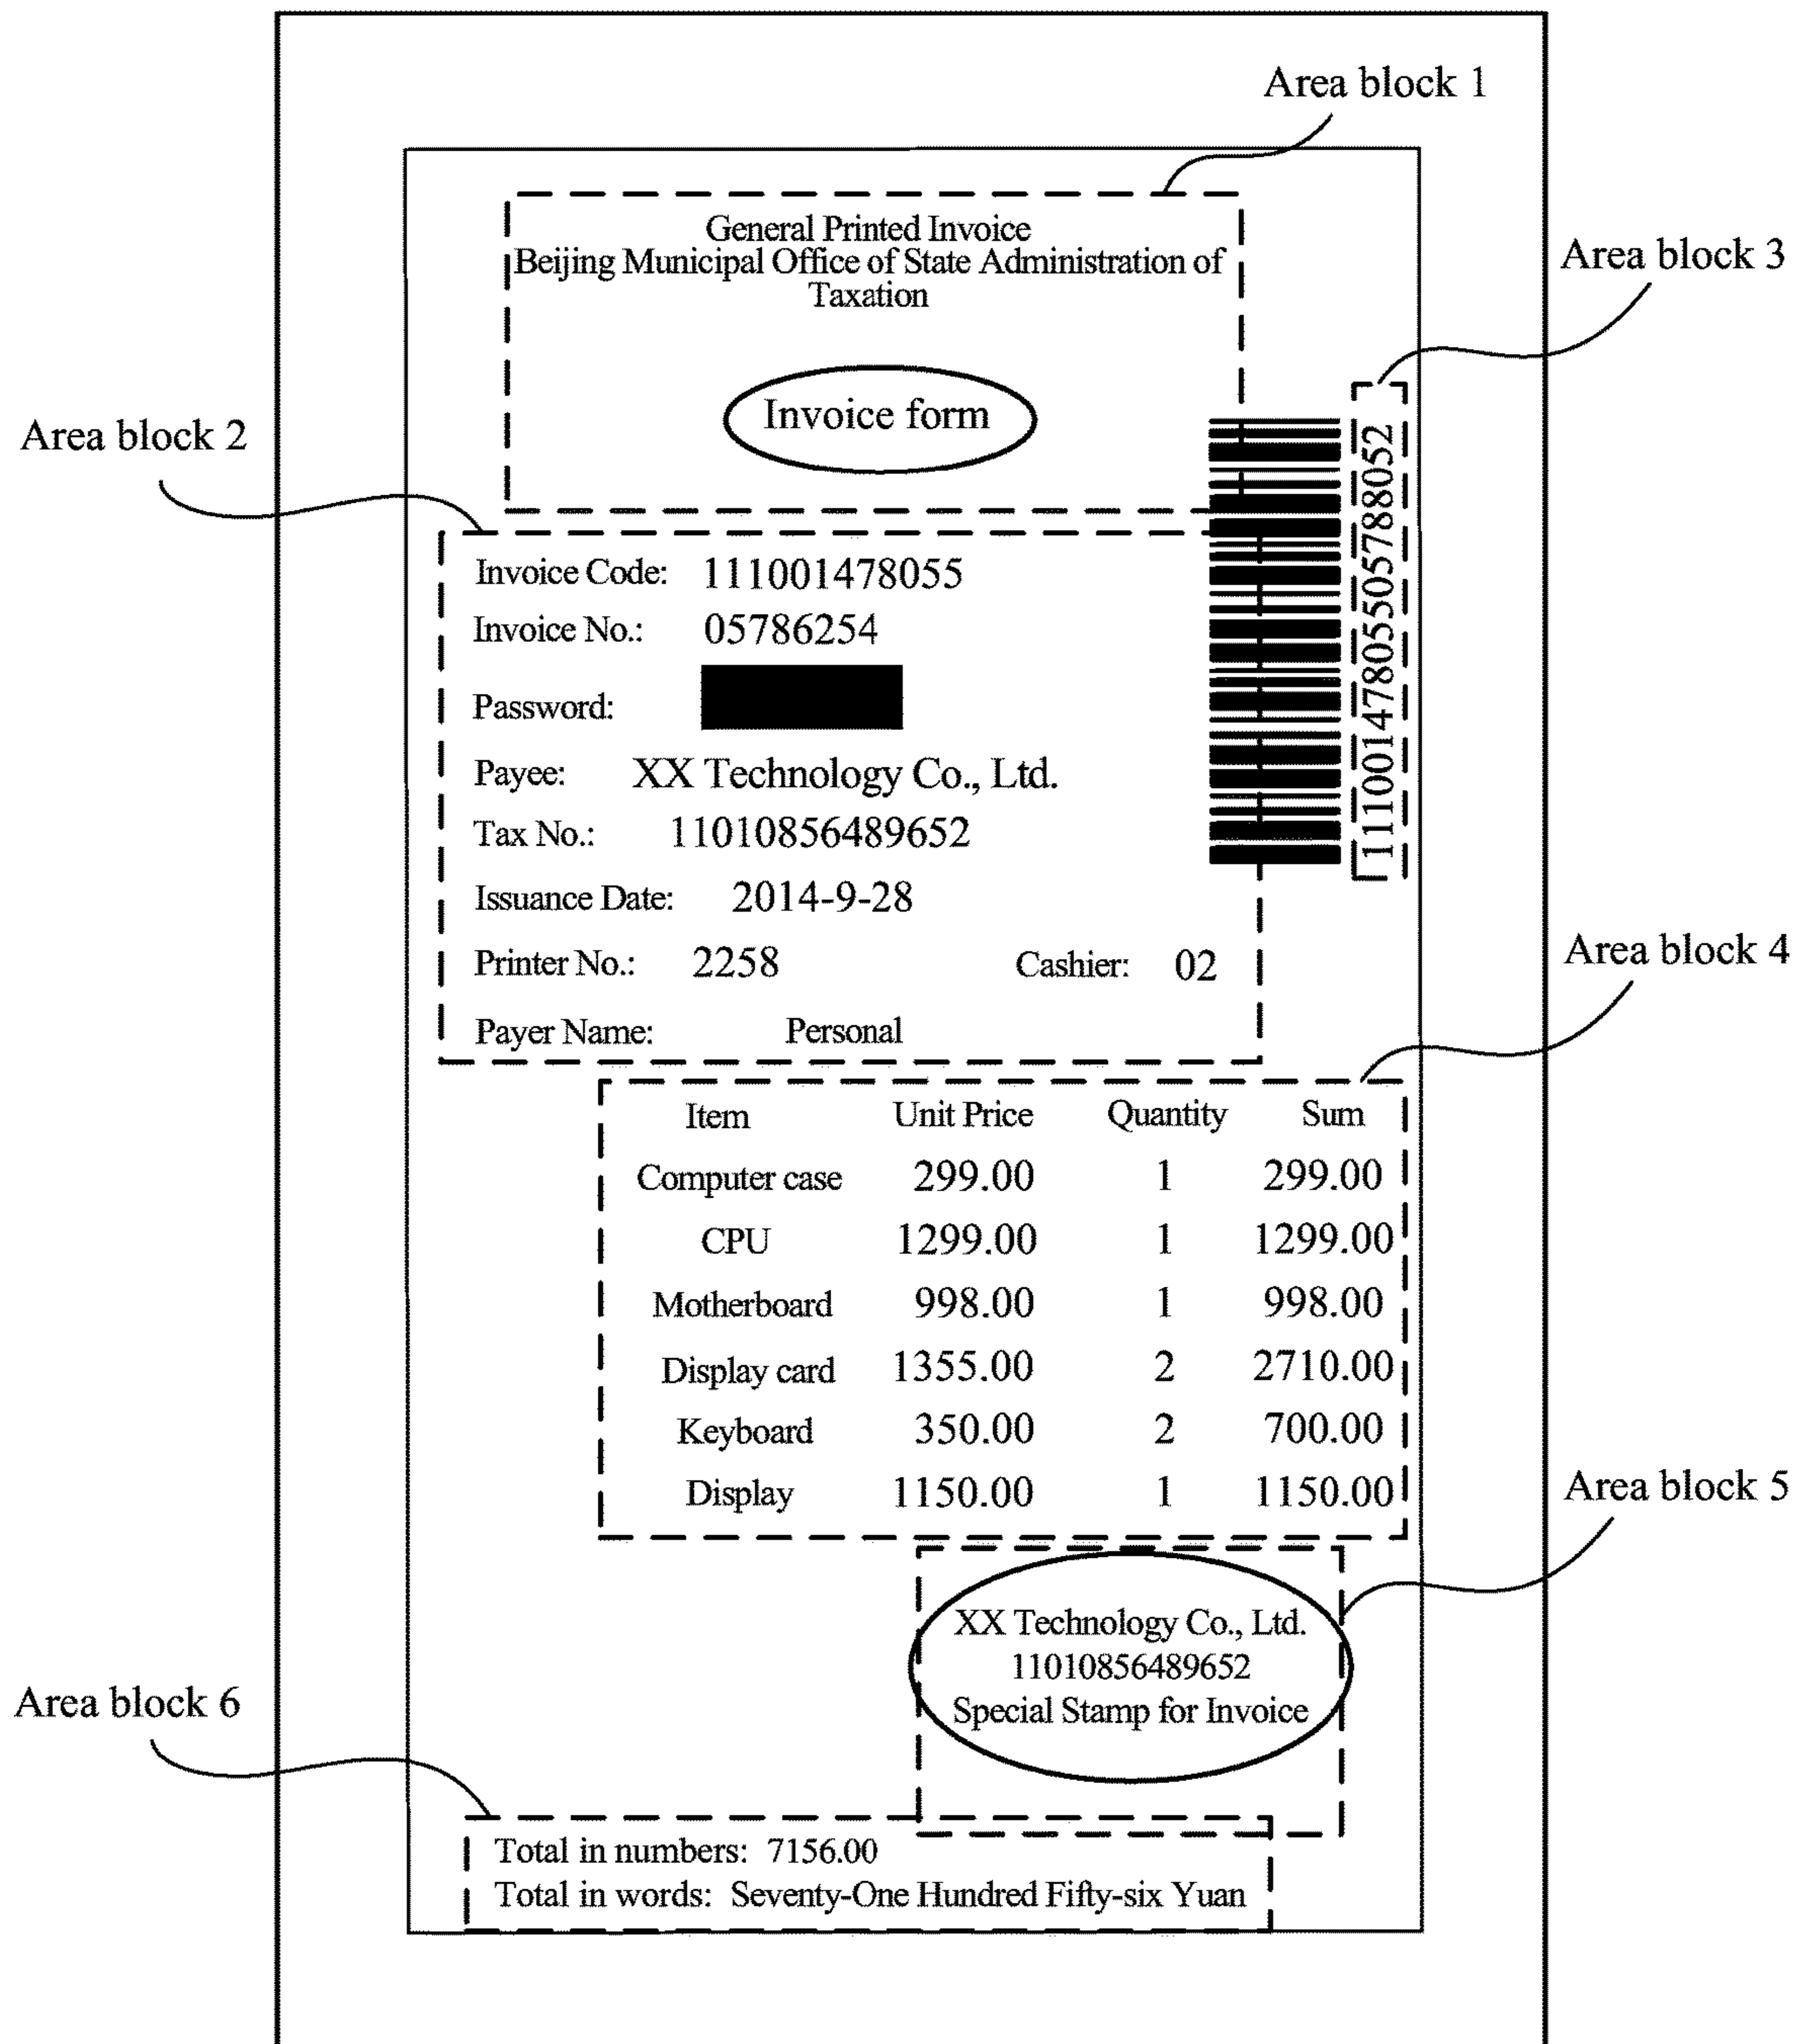 Area block 1
General Printed Invoice
Beijing Municipal Office of State Administration of
Taxation
Area block 3
Invoice form
Area block 2
11100147805505788052
Invoice Code: 111001478055
Invoice No.: 05786254
Password:
Payee: XX Technology Co., Ltd.
Tax No.: 11010856489652
Issuance Date: 2014-9-28
Printer No.: 2258 Cashier: 02
Area block 4
Payer Name: Personal
Item Unit Price Quantity Sum
Computer case 299.00 1 299.00
CPU 1299.00 1 1299.00
Motherboard 998.00 1 998.00
Display card 1355.00 2 2710.00
Keyboard 350.00 2 700.00
Display 1150.00 1 1150.00
Area block 5
XX Technology Co., Ltd.
11010856489652
Special Stamp for Invoice
Area block 6
Total in numbers: 7156.00
Total in words: Seventy-One Hundred Fifty-six Yuan